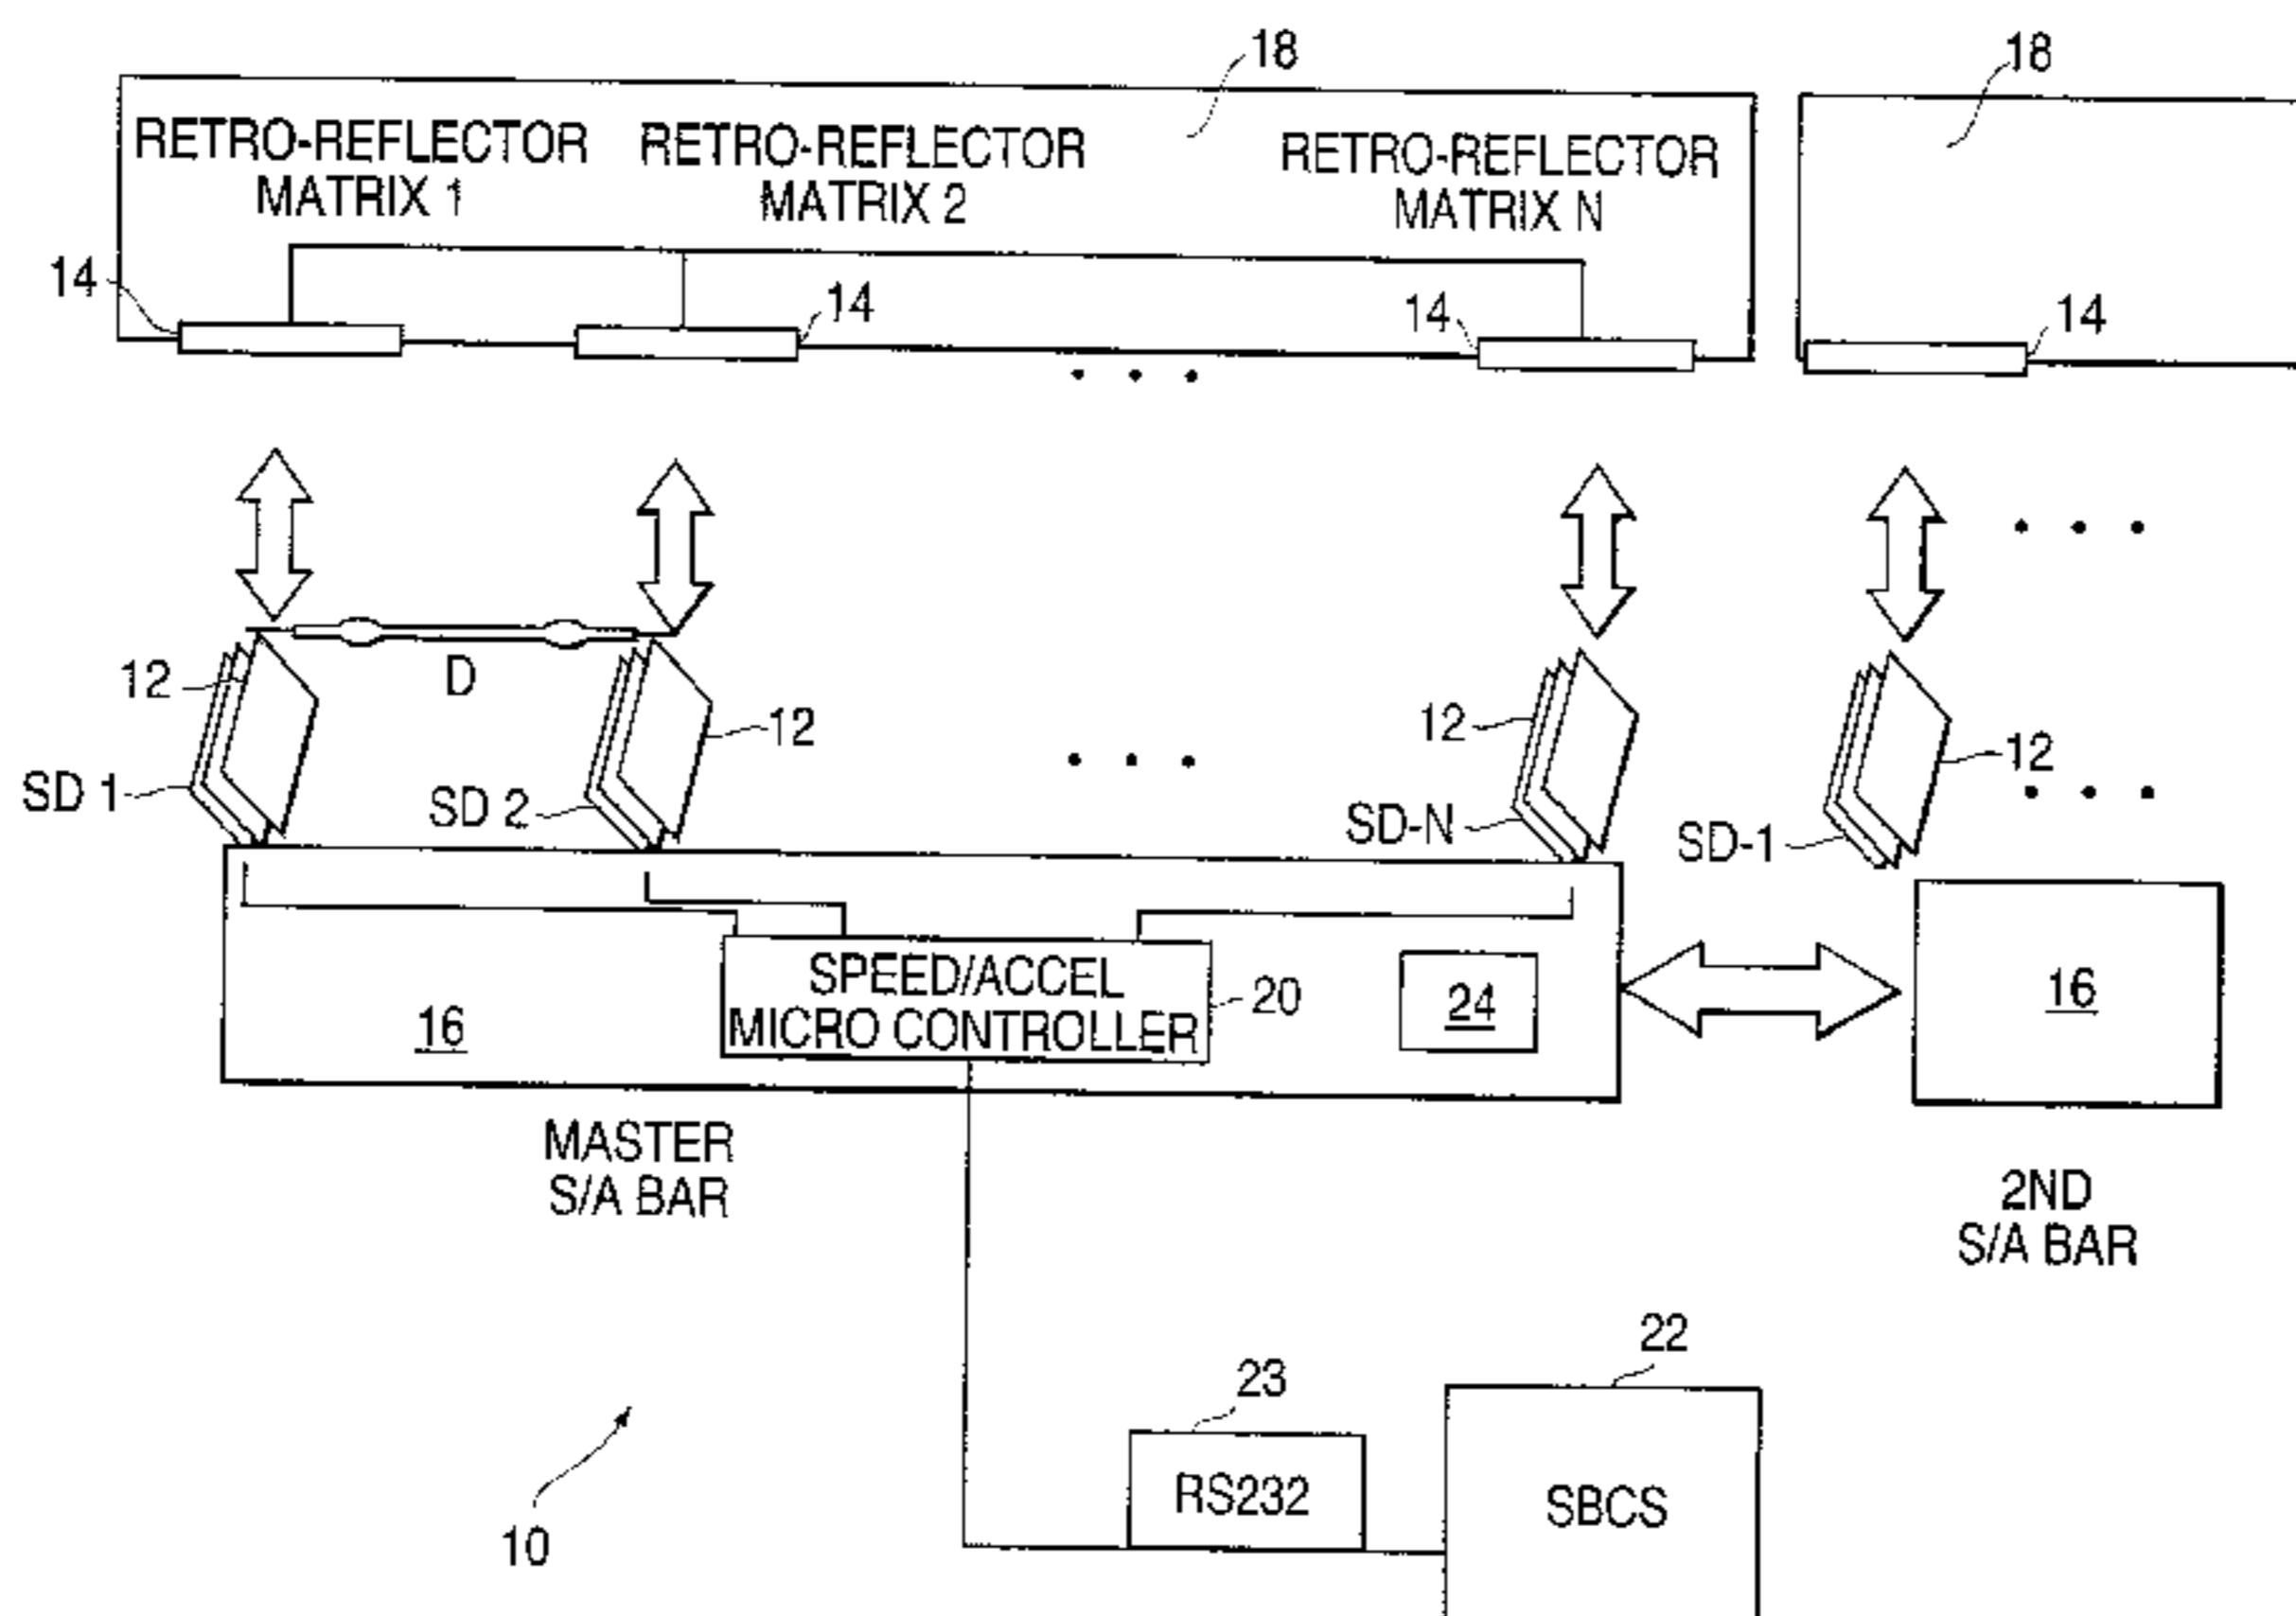 18
18
RETRO-REFLECTOR
MATRIX 1
RETRO-REFLECTOR
MATRIX 2
RETRO-REFLECTOR
MATRIX N
14
14
14
14
12
D
12
12
12
SD 1
SD 2
SD-N
SD-1
16
SPEED/ACCEL
MICRO CONTROLLER
20
24
16
MASTER
S/A BAR
2ND
S/A BAR
10
23
RS232
22
SBCS